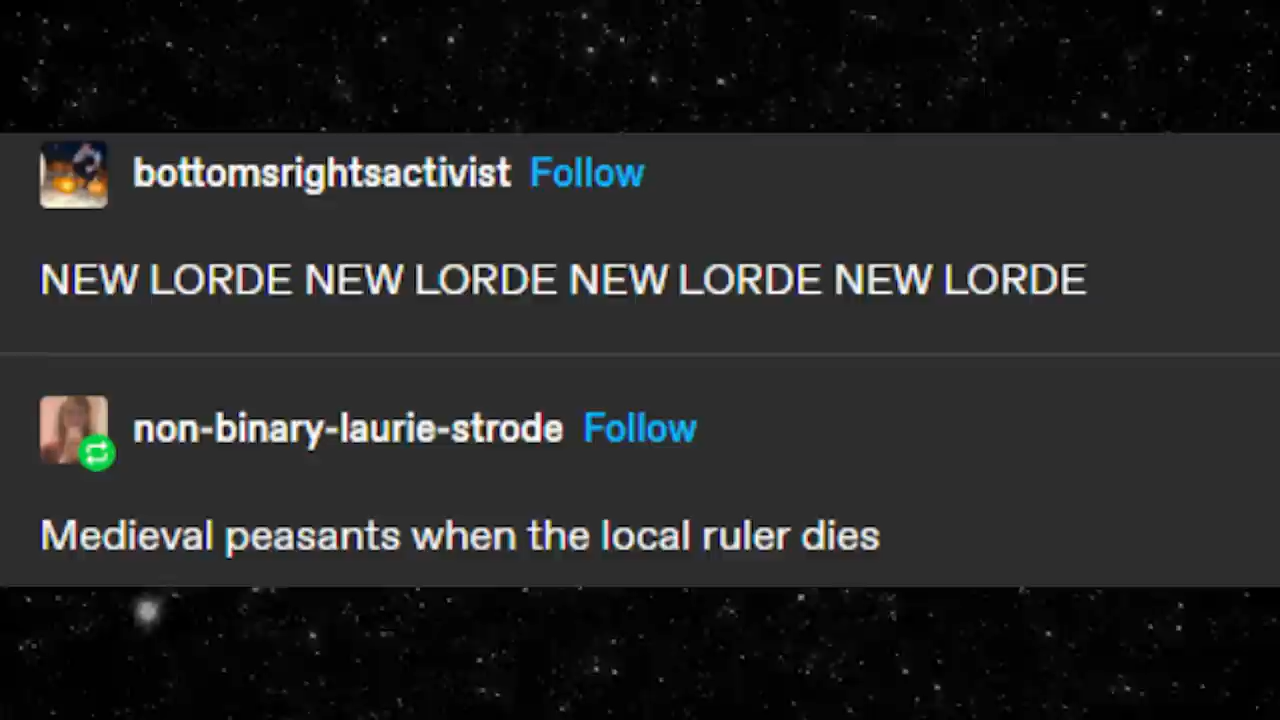 bottomsrightsactivist Follow
NEW LORDE NEW LORDE NEW LORDE NEW LORDE
non-binary-laurie-strode Follow
Medieval peasants when the local ruler dies